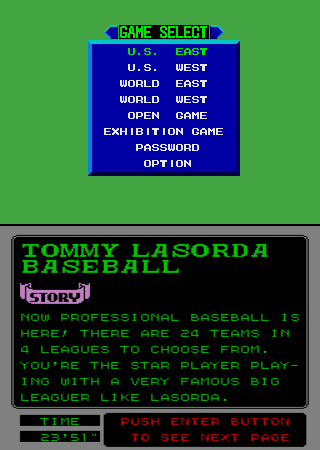 GAME SELECT
U.S. EAST
U.S. WEST
WORLD EAST
WORLD WEST
OPEN GAME
EXHIBITION GAME
PASSWORD
OPTION
TOMMY LASORDA
BASEBALL
STORY
NOW PROFESSIONAL BASEBALL IS
HERE! THERE ARE 24 TEAMS IN
4 LEAGUES TO CHOOSE FROM.
YOU'RE THE STAR PLAYER PLAY-
ING WITH A VERY FAMOUS BIG
LEAGUER LIKE LASORDA.
TIME
23'51"
PUSH ENTER BUTTON
TO SEE NEXT PAGE